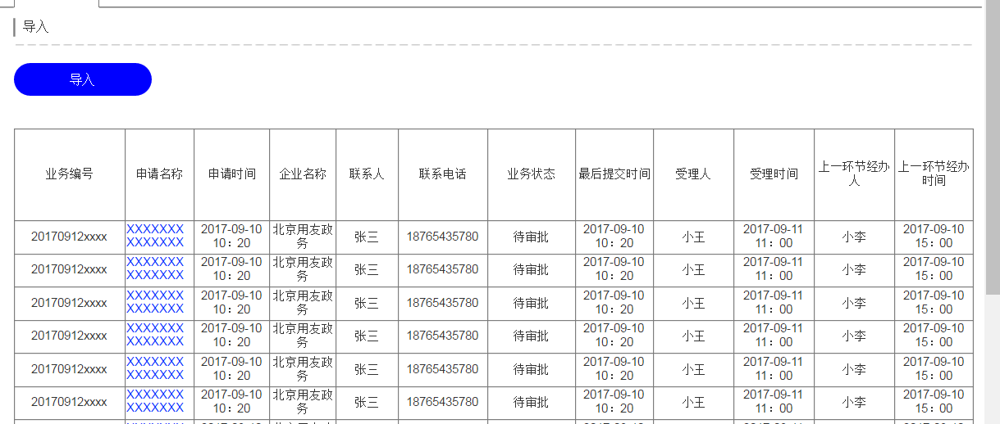 导入
导入
业务编号 申请名称 申请时间 企业名称 联系人 联系电话 业务状态 最后提交时间 受理人 受理时间 上一环节经办人 上一环节经办时间
20170912xxxx XXXXXXXXXXXXXX 2017-09-10 10：20 北京用友政务 张三 18765435780 待审批 2017-09-10 10：20 小王 2017-09-11 11：00 小李 2017-09-10 15：00
20170912xxxx XXXXXXXXXXXXXX 2017-09-10 10：20 北京用友政务 张三 18765435780 待审批 2017-09-10 10：20 小王 2017-09-11 11：00 小李 2017-09-10 15：00
20170912xxxx XXXXXXXXXXXXXX 2017-09-10 10：20 北京用友政务 张三 18765435780 待审批 2017-09-10 10：20 小王 2017-09-11 11：00 小李 2017-09-10 15：00
20170912xxxx XXXXXXXXXXXXXX 2017-09-10 10：20 北京用友政务 张三 18765435780 待审批 2017-09-10 10：20 小王 2017-09-11 11：00 小李 2017-09-10 15：00
20170912xxxx XXXXXXXXXXXXXX 2017-09-10 10：20 北京用友政务 张三 18765435780 待审批 2017-09-10 10：20 小王 2017-09-11 11：00 小李 2017-09-10 15：00
20170912xxxx XXXXXXXXXXXXXX 2017-09-10 10：20 北京用友政务 张三 18765435780 待审批 2017-09-10 10：20 小王 2017-09-11 11：00 小李 2017-09-10 15：00